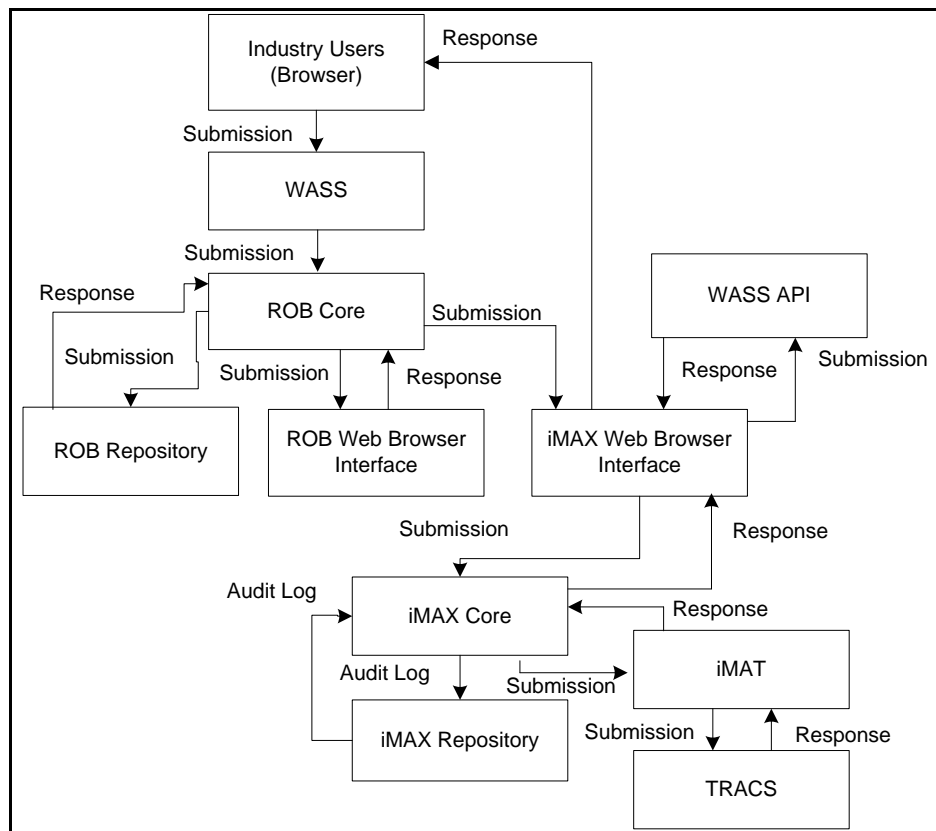 Industry Users
(Browser)
Response
Submission
WASS
Submission
Response
ROB Core
Submission
WASS API
Submission
Submission
Response
Response
Submission
ROB Repository
ROB Web Browser
Interface
iMAX Web Browser
Interface
Submission
Response
Audit Log
iMAX Core
Response
Audit Log
Submission
iMAT
iMAX Repository
Submission
Response
TRACS